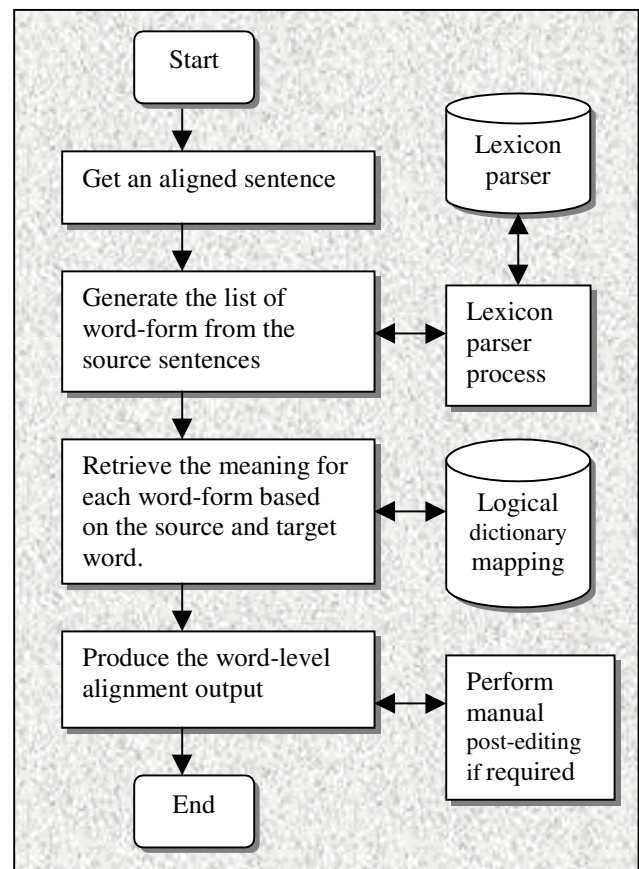 Start
Get an aligned sentence
Lexicon
parser
Generate the list of
word-form from the
source sentences
Lexicon
parser
process
Retrieve the meaning for
each word-form based
on the source and target
word.
Logical
dictionary
mapping
Produce the word-level
alignment output
Perform
manual
post-editing
if required
End